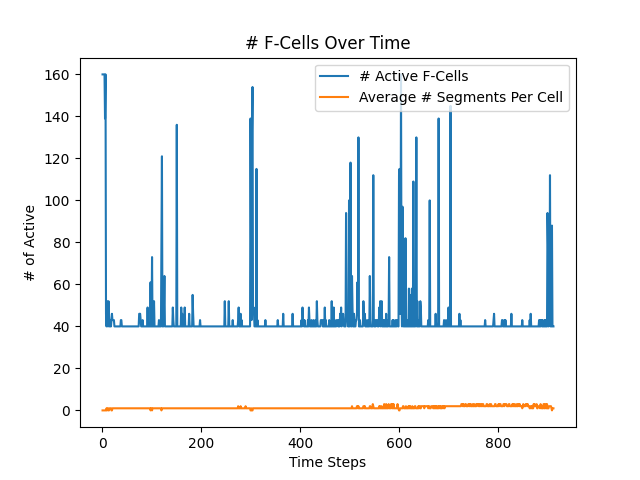 # F-Cells Over Time
# Active F-Cells
Average # Segments Per Cell
# of Active
160
140
120
100
80
60
40
20
0
0 200 400 600 800
Time Steps